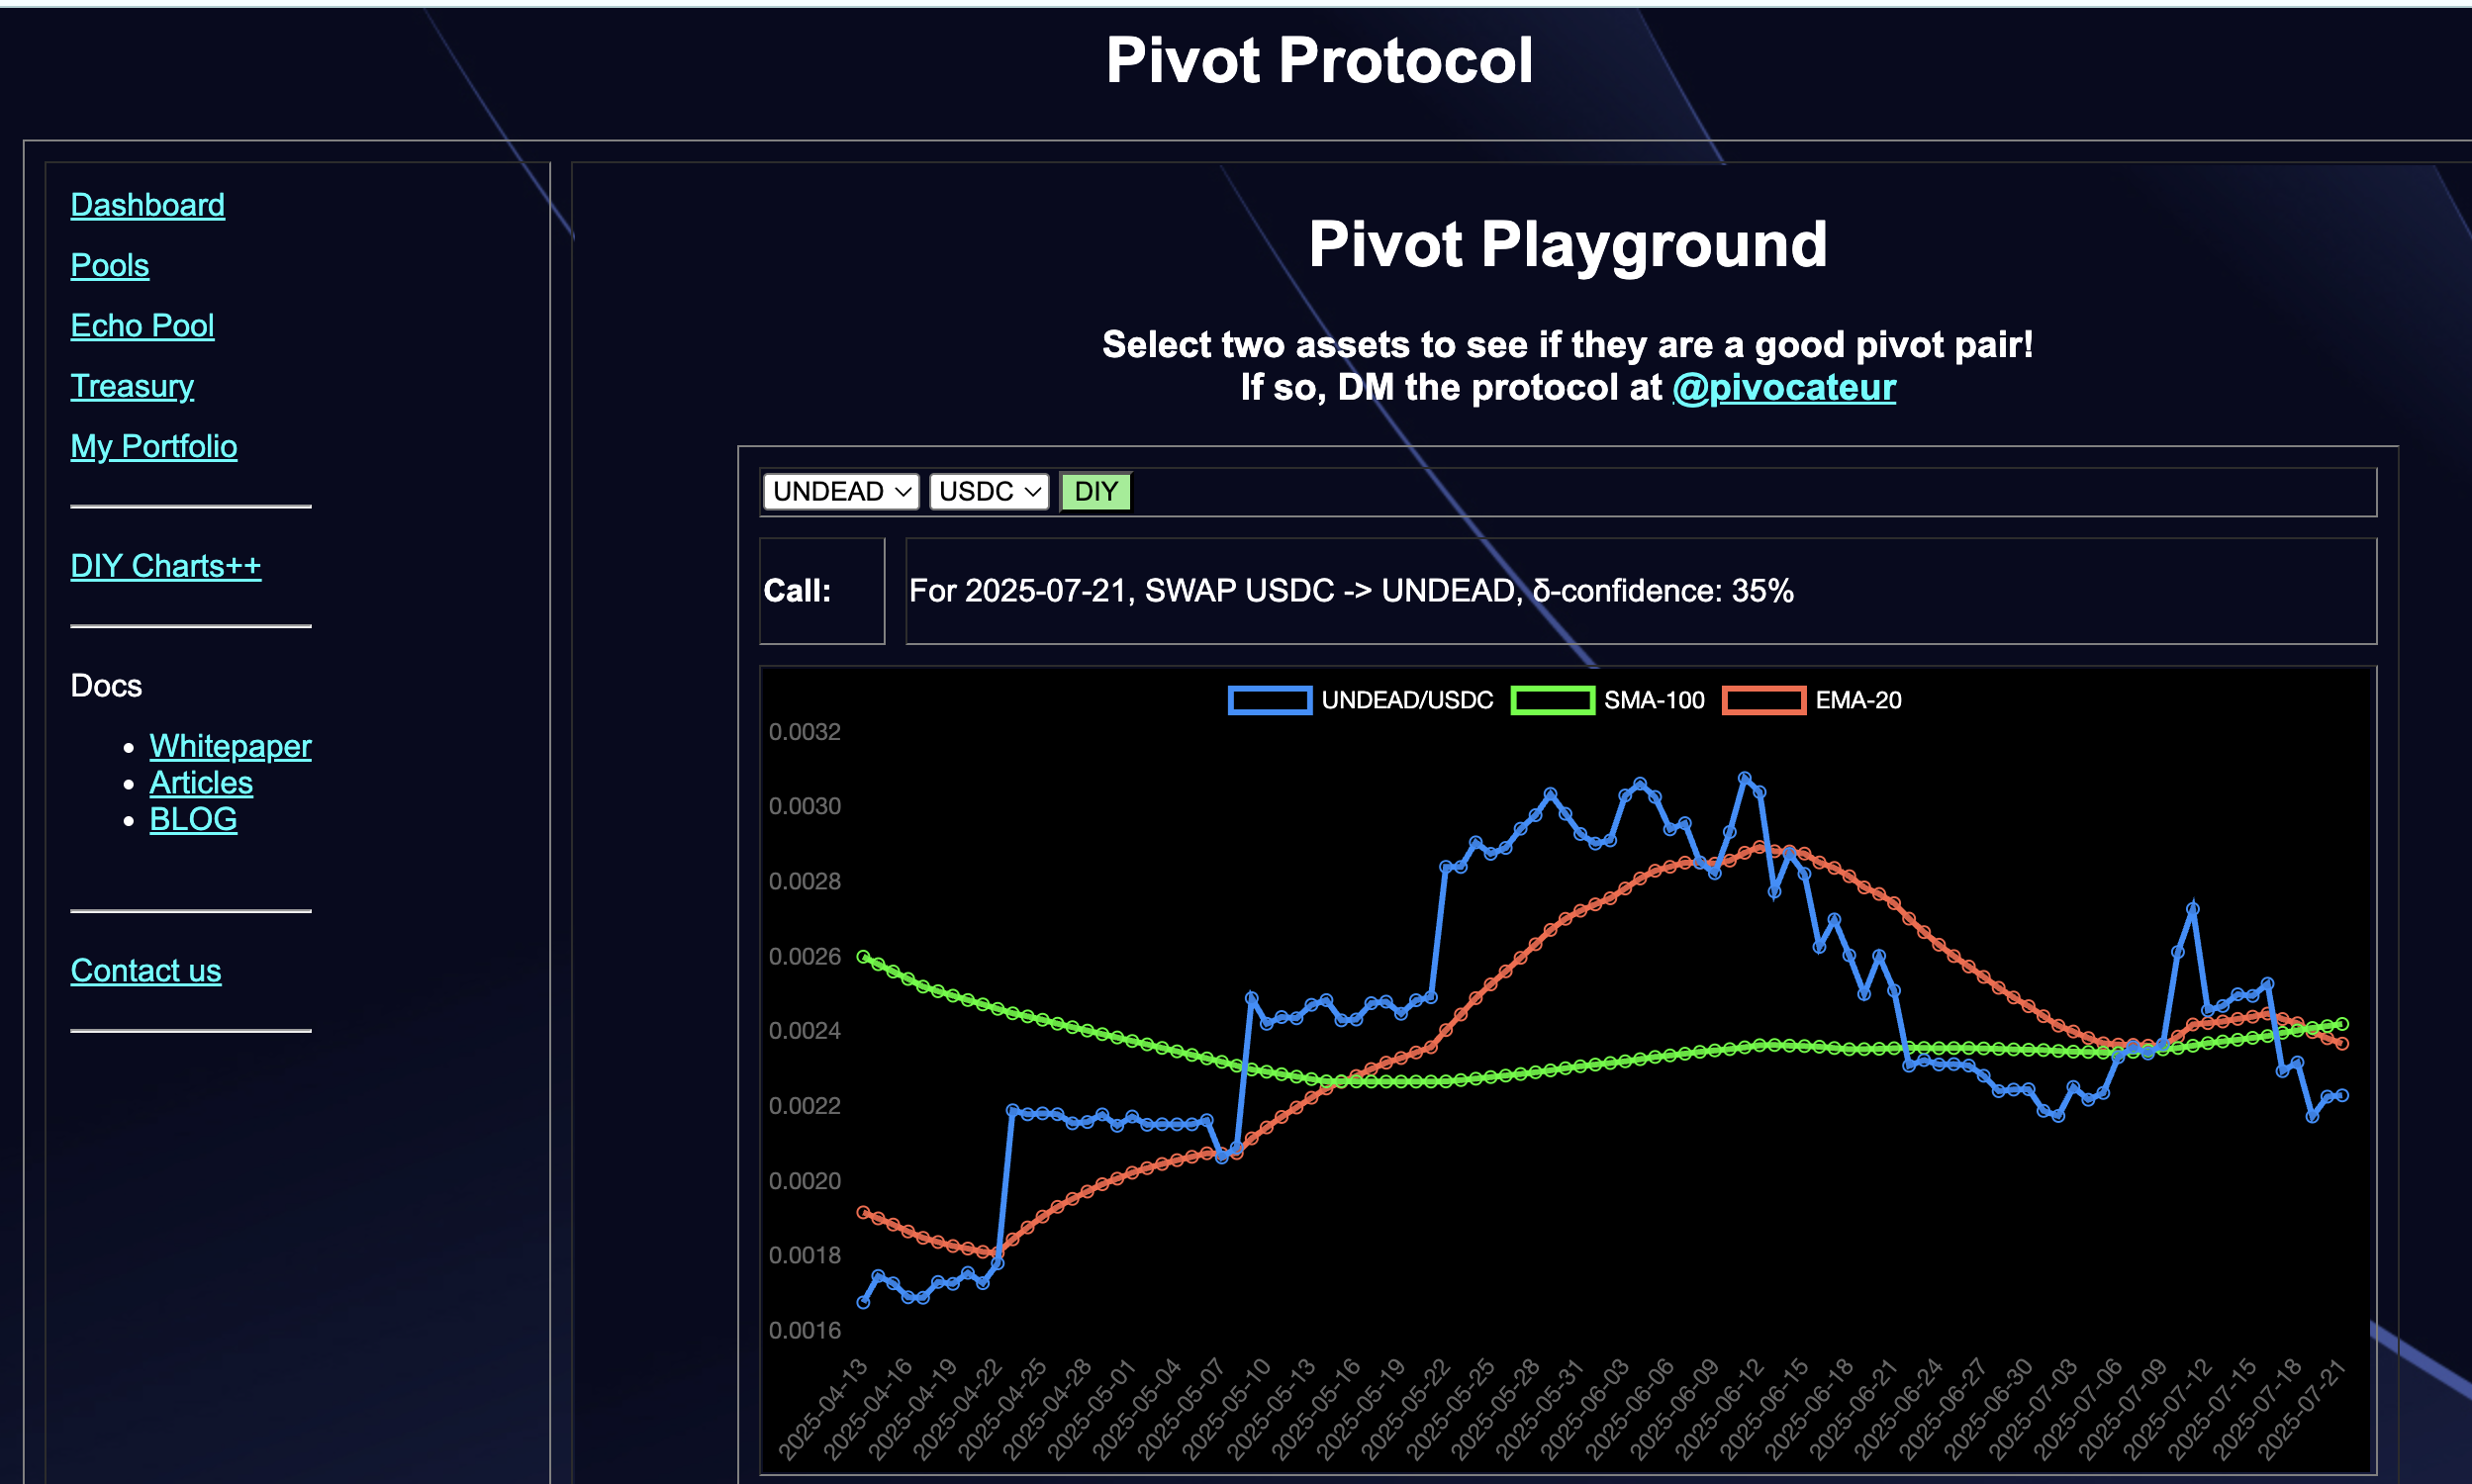 Pivot Protocol
Dashboard
Pools
Echo Pool
Treasury
My Portfolio
DIY Charts++
Docs
Whitepaper
Articles
BLOG
Contact us
Pivot Playground
Select two assets to see if they are a good pivot pair!
If so, DM the protocol at @pivocateur
UNDEAD USDC DIY
Call: For 2025-07-21, SWAP USDC -> UNDEAD, δ-confidence: 35%
UNDEAD/USDC SMA-100 EMA-20
0.0032
0.0030
0.0028
0.0026
0.0024
0.0022
0.0020
0.0018
0.0016
2025-04-13
2025-04-16
2025-04-19
2025-04-22
2025-04-25
2025-04-28
2025-05-01
2025-05-04
2025-05-07
2025-05-10
2025-05-13
2025-05-16
2025-05-19
2025-05-22
2025-05-25
2025-05-28
2025-05-31
2025-06-03
2025-06-06
2025-06-09
2025-06-12
2025-06-15
2025-06-18
2025-06-21
2025-06-24
2025-06-27
2025-06-30
2025-07-03
2025-07-06
2025-07-09
2025-07-12
2025-07-15
2025-07-18
2025-07-21